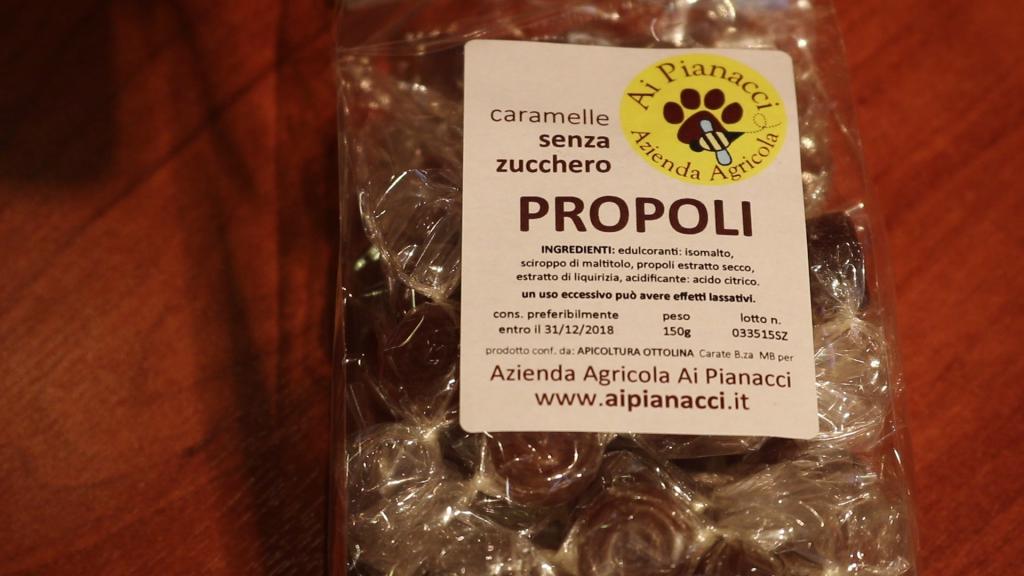 Ai Pianacci
Azienda Agricola
caramelle
senza
zucchero
PROPOLI
INGREDIENTI: edulcoranti: isomalto,
sciroppo di maltitolo, propoli estratto secco,
estratto di liquirizia, acidificante: acido citrico.
un uso eccessivo può avere effetti lassativi.
cons. preferibilmente peso lotto n.
entro il 31/12/2018 150g 033515SZ
prodotto conf. da: APICOLTURA OTTOLINA Carate B.za MB per
Azienda Agricola Ai Pianacci
www.aipianacci.it